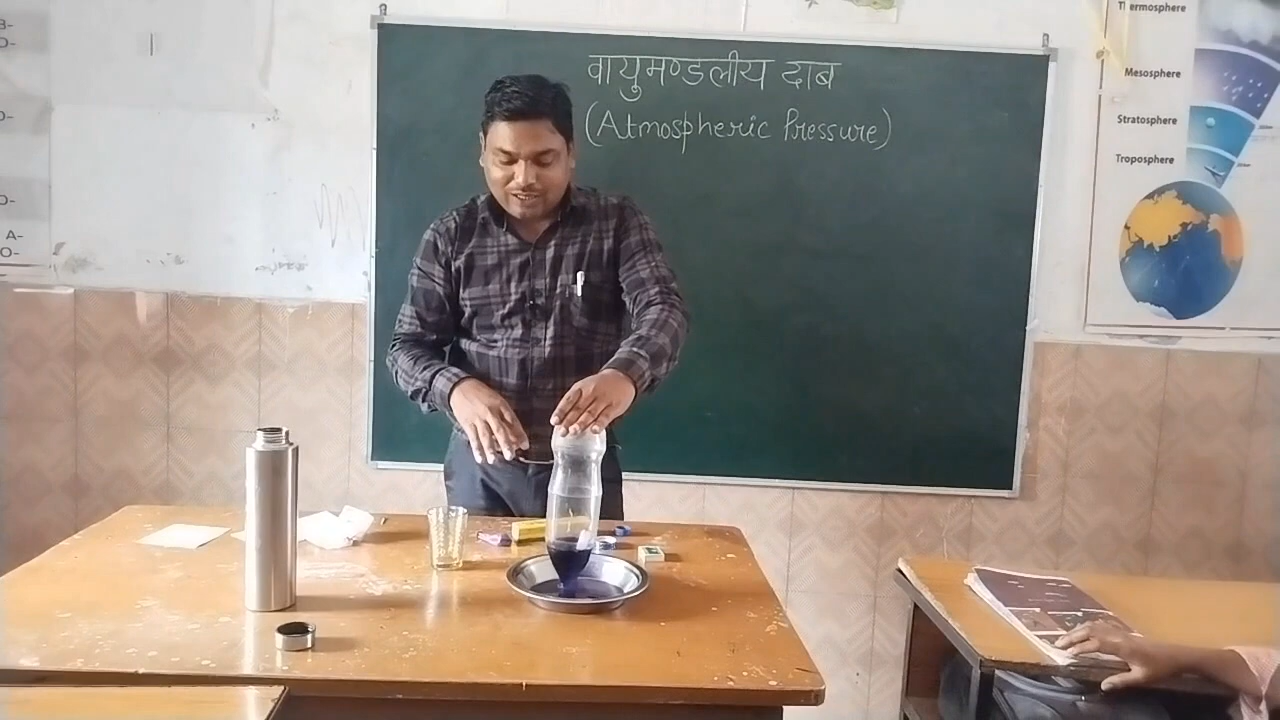 वायुमण्डलीय दाब
(Atmospheric Pressure)
Thermosphere
Mesosphere
Stratosphere
Troposphere
B-
O-
O-
O-
A-
O-